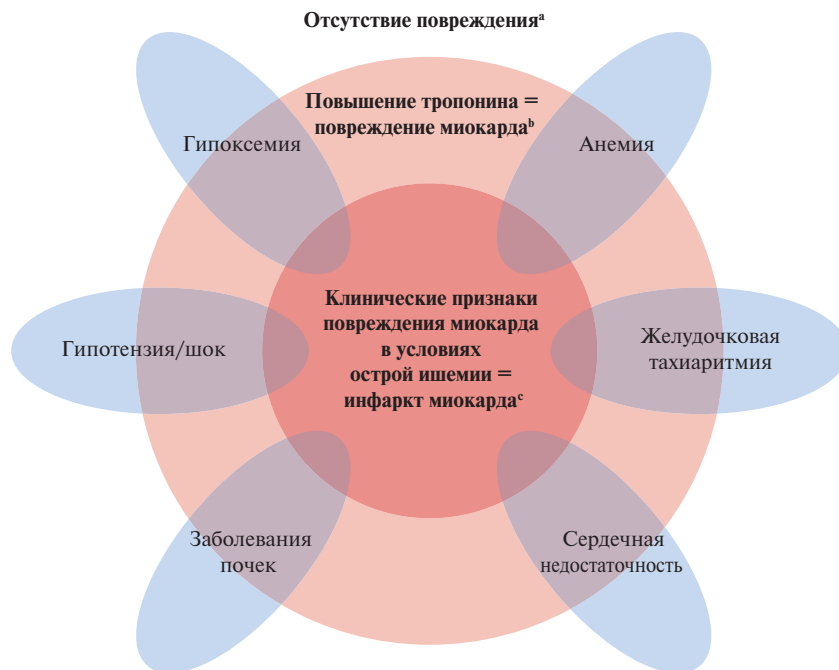 Отсутствие повреждения^a
Повышение тропонина =
повреждение миокарда^b
Гипоксемия
Анемия
Клинические признаки
повреждения миокарда
в условиях
острой ишемии =
инфаркт миокарда^c
Гипотензия/шок
Желудочковая
тахиаритмия
Заболевания
почек
Сердечная
недостаточность